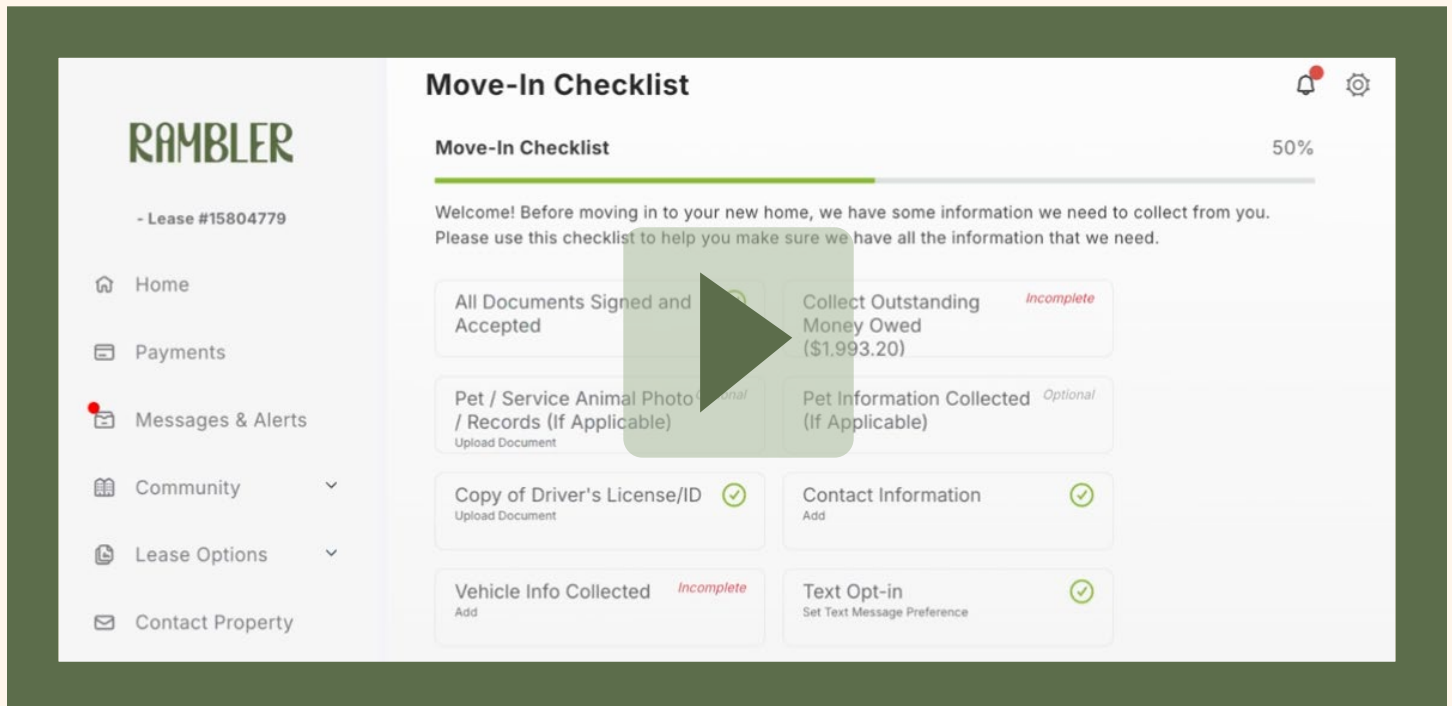 RAMBLER
- Lease #15804779
Home
Payments
Messages & Alerts
Community
Lease Options
Contact Property
Move-In Checklist
Move-In Checklist
50%
Welcome! Before moving in to your new home, we have some information we need to collect from you.
Please use this checklist to help you make sure we have all the information that we need.
All Documents Signed and
Accepted
Collect Outstanding
Money Owed
($1,993.20)
Incomplete
Pet / Service Animal Photo
/ Records (If Applicable)
Upload Document
Pet Information Collected
(If Applicable)
Optional
Copy of Driver's License/ID
Upload Document
Contact Information
Add
Vehicle Info Collected
Add
Incomplete
Text Opt-in
Set Text Message Preference